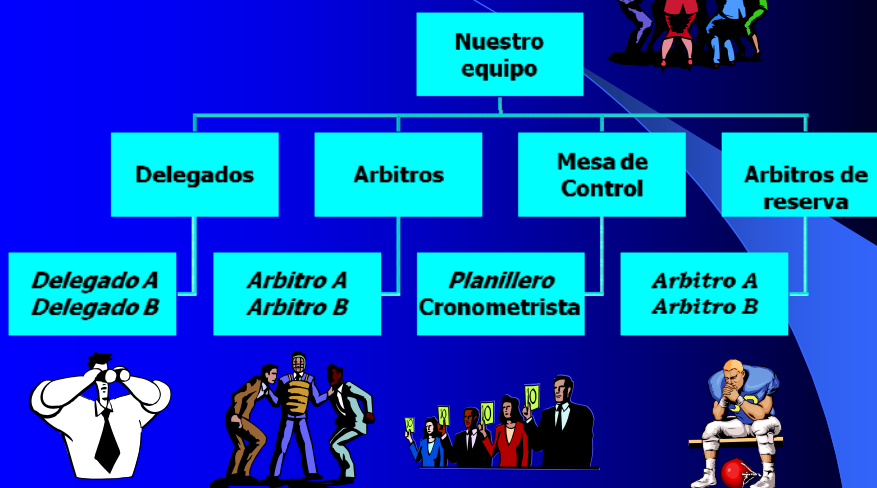 Nuestro
equipo
Delegados
Arbitros
Mesa de
Control
Arbitros de
reserva
Delegado A
Delegado B
Arbitro A
Arbitro B
Planillero
Cronometrista
Arbitro A
Arbitro B